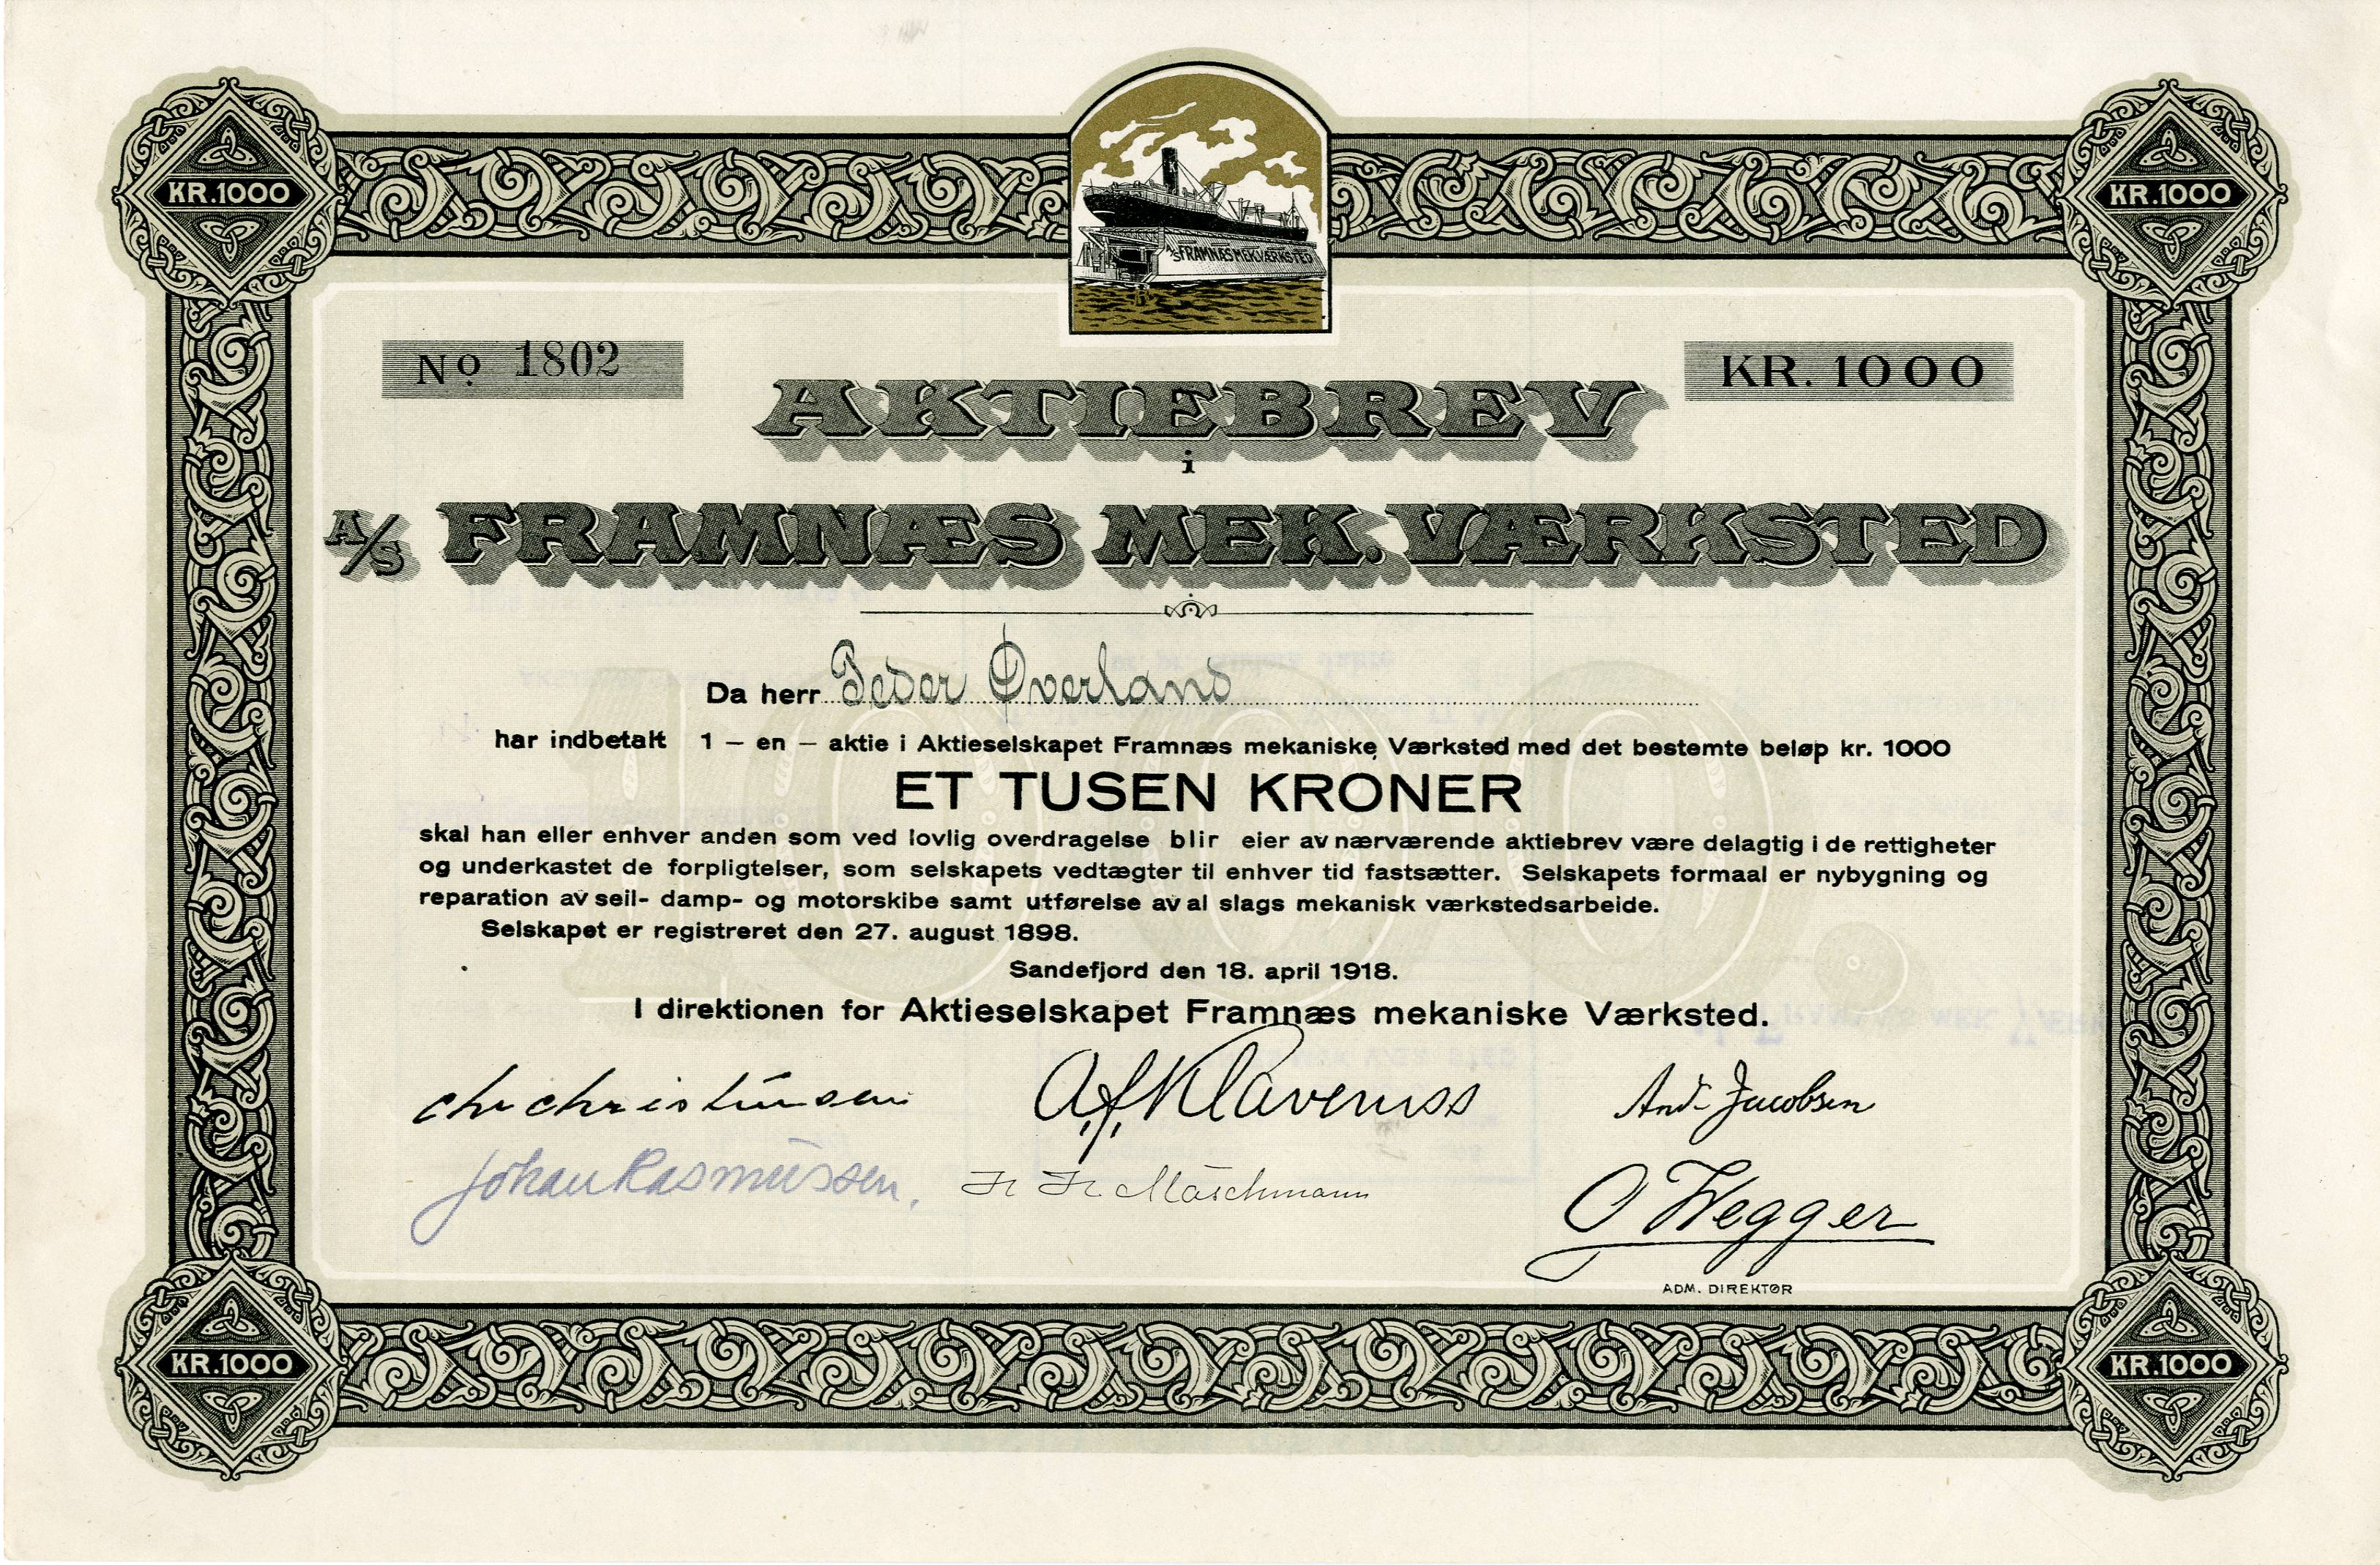 KR.1000
KR.1000
A/S FRAMNÆS MEK.VÆRKSTED
No 1802
KR. 1000
AKTIEBREV
i
A/S FRAMNÆS MEK. VÆRKSTED
Da herr Peder Øverland
har indbetalt 1 – en – aktie i Aktieselskapet Framnæs mekaniske Værksted med det bestemte beløp kr. 1000
ET TUSEN KRONER
skal han eller enhver anden som ved lovlig overdragelse blir eier av nærværende aktiebrev være delagtig i de rettigheter
og underkastet de forpligtelser, som selskapets vedtægter til enhver tid fastsætter. Selskapets formaal er nybygning og
reparation av seil- damp- og motorskibe samt utførelse av al slags mekanisk værkstedsarbeide.
Selskapet er registreret den 27. august 1898.
Sandefjord den 18. april 1918.
I direktionen for Aktieselskapet Framnæs mekaniske Værksted.
Chr Christensen
A.f. Klaveness
And. Jacobsen
Johan Rasmussen.
Fr Fr Mäschmann
O Wegger
ADM. DIREKTØR
KR.1000
KR.1000
1000.